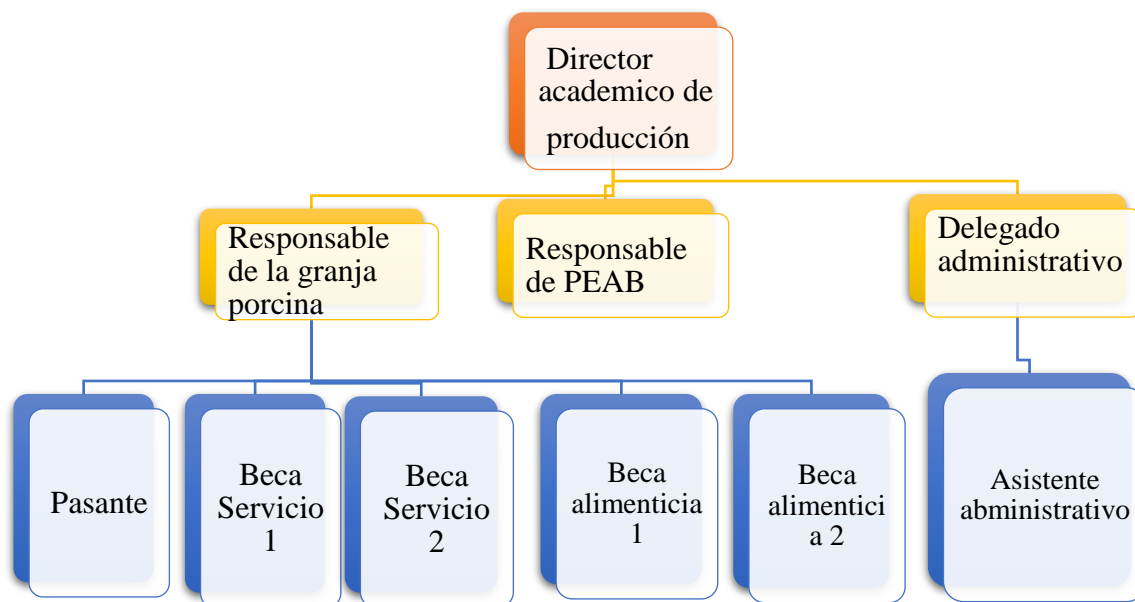 Director
academico de
producción
Responsable
de la granja
porcina
Responsable
de PEAB
Delegado
administrativo
Pasante
Beca
Servicio
1
Beca
Servicio
2
Beca
alimenticia
1
Beca
alimentici
a 2
Asistente
abministrativo